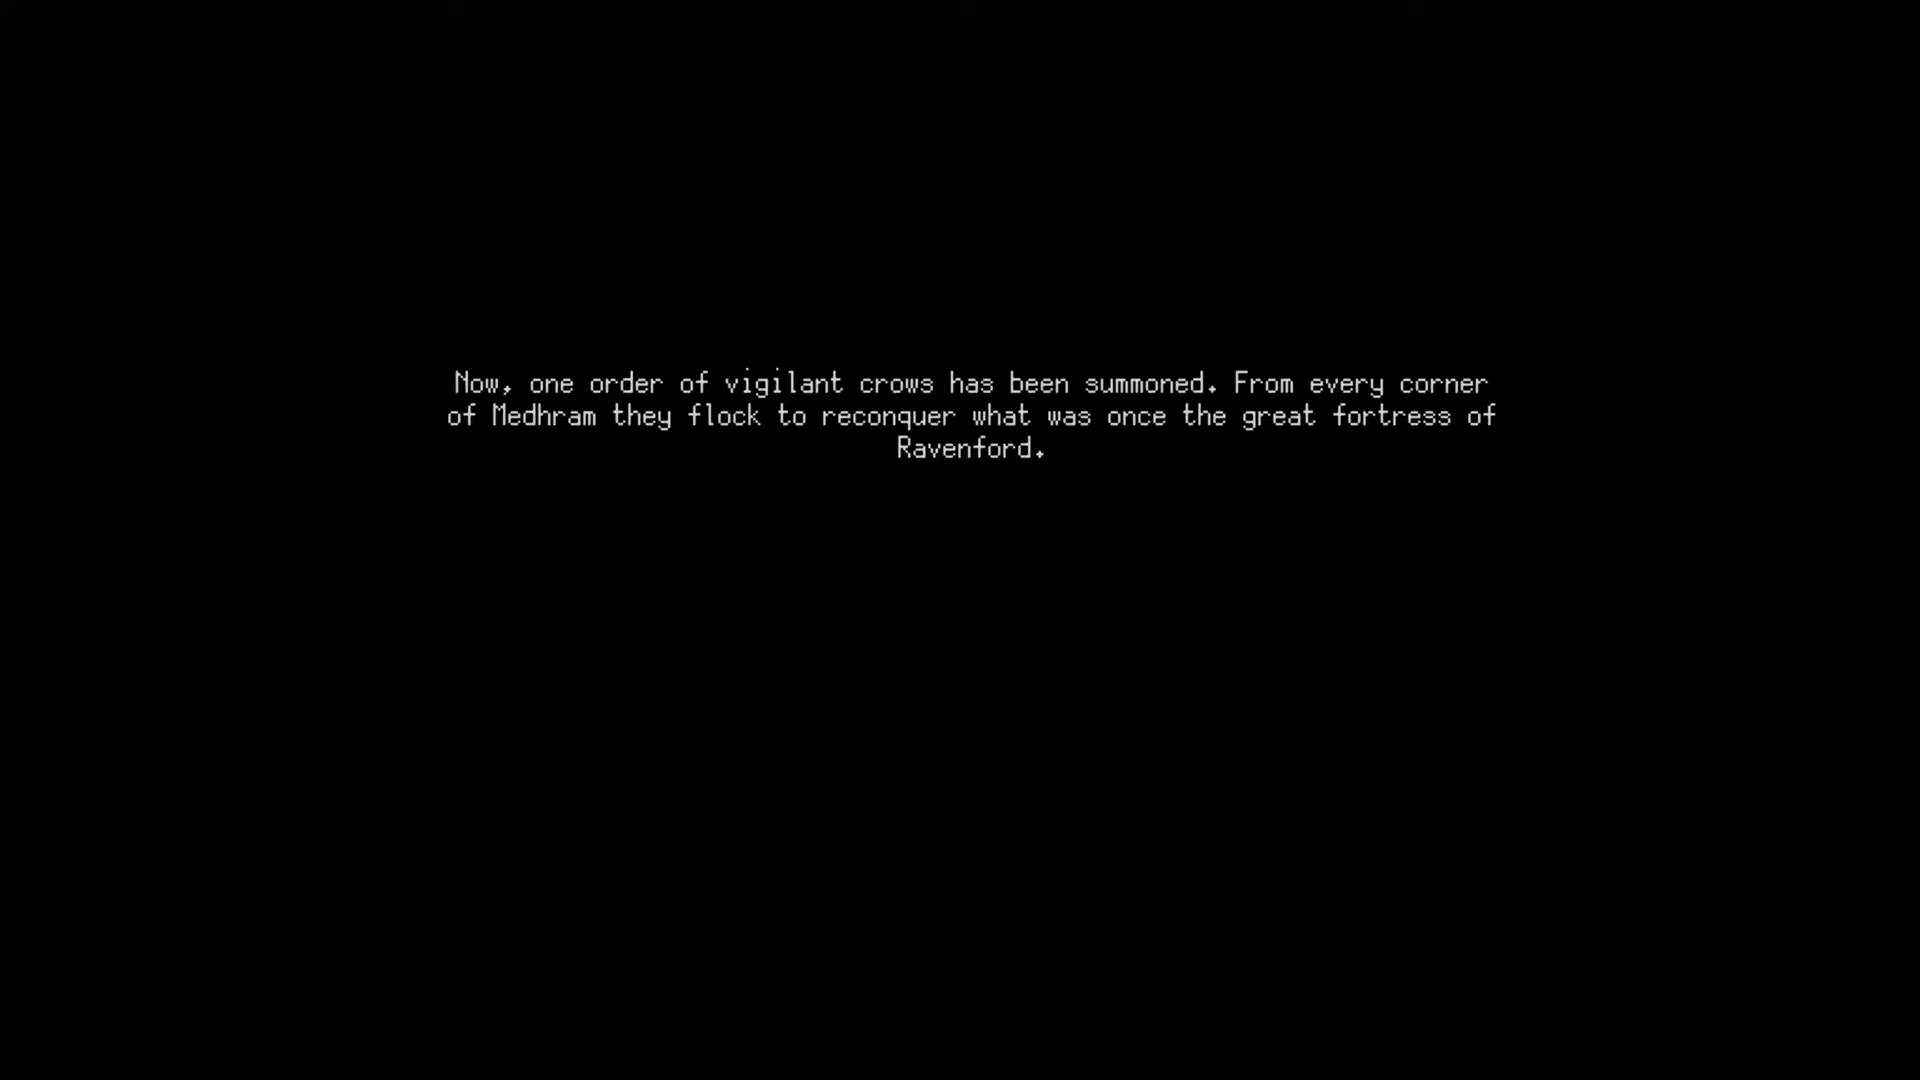 Now, one order of vigilant crows has been summoned. From every corner
of Medhram they flock to reconquer what was once the great fortress of
Ravenford.